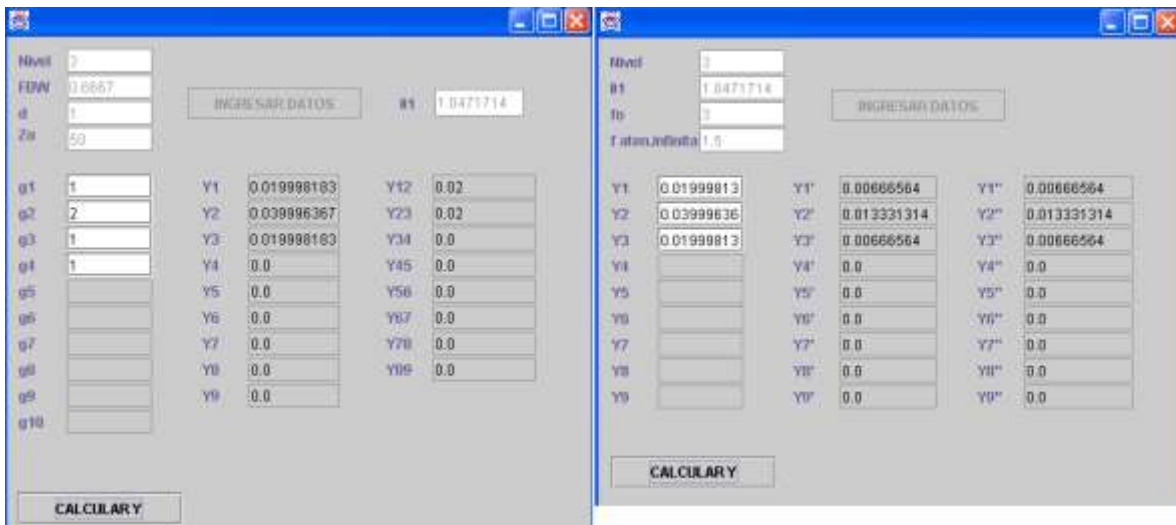 Nivel 3
FBW 0.6667
d 1
Zo 50
INGRESAR DATOS
θ1 1.0471714
g1 1 Y1 0.019998183 Y12 0.02
g2 2 Y2 0.039996367 Y23 0.02
g3 1 Y3 0.019998183 Y34 0.0
g4 1 Y4 0.0 Y45 0.0
g5 Y5 0.0 Y56 0.0
g6 Y6 0.0 Y67 0.0
g7 Y7 0.0 Y78 0.0
g8 Y8 0.0 Y89 0.0
g9 Y9 0.0
g10
CALCULAR Y
Nivel 3
θ1 1.0471714
fo 3
f aten.infinita 1.5
INGRESAR DATOS
Y1 0.01999813 Y1' 0.00666564 Y1'' 0.00666564
Y2 0.03999636 Y2' 0.013331314 Y2'' 0.013331314
Y3 0.01999813 Y3' 0.00666564 Y3'' 0.00666564
Y4 Y4' 0.0 Y4'' 0.0
Y5 Y5' 0.0 Y5'' 0.0
Y6 Y6' 0.0 Y6'' 0.0
Y7 Y7' 0.0 Y7'' 0.0
Y8 Y8' 0.0 Y8'' 0.0
Y9 Y9' 0.0 Y9'' 0.0
CALCULAR Y